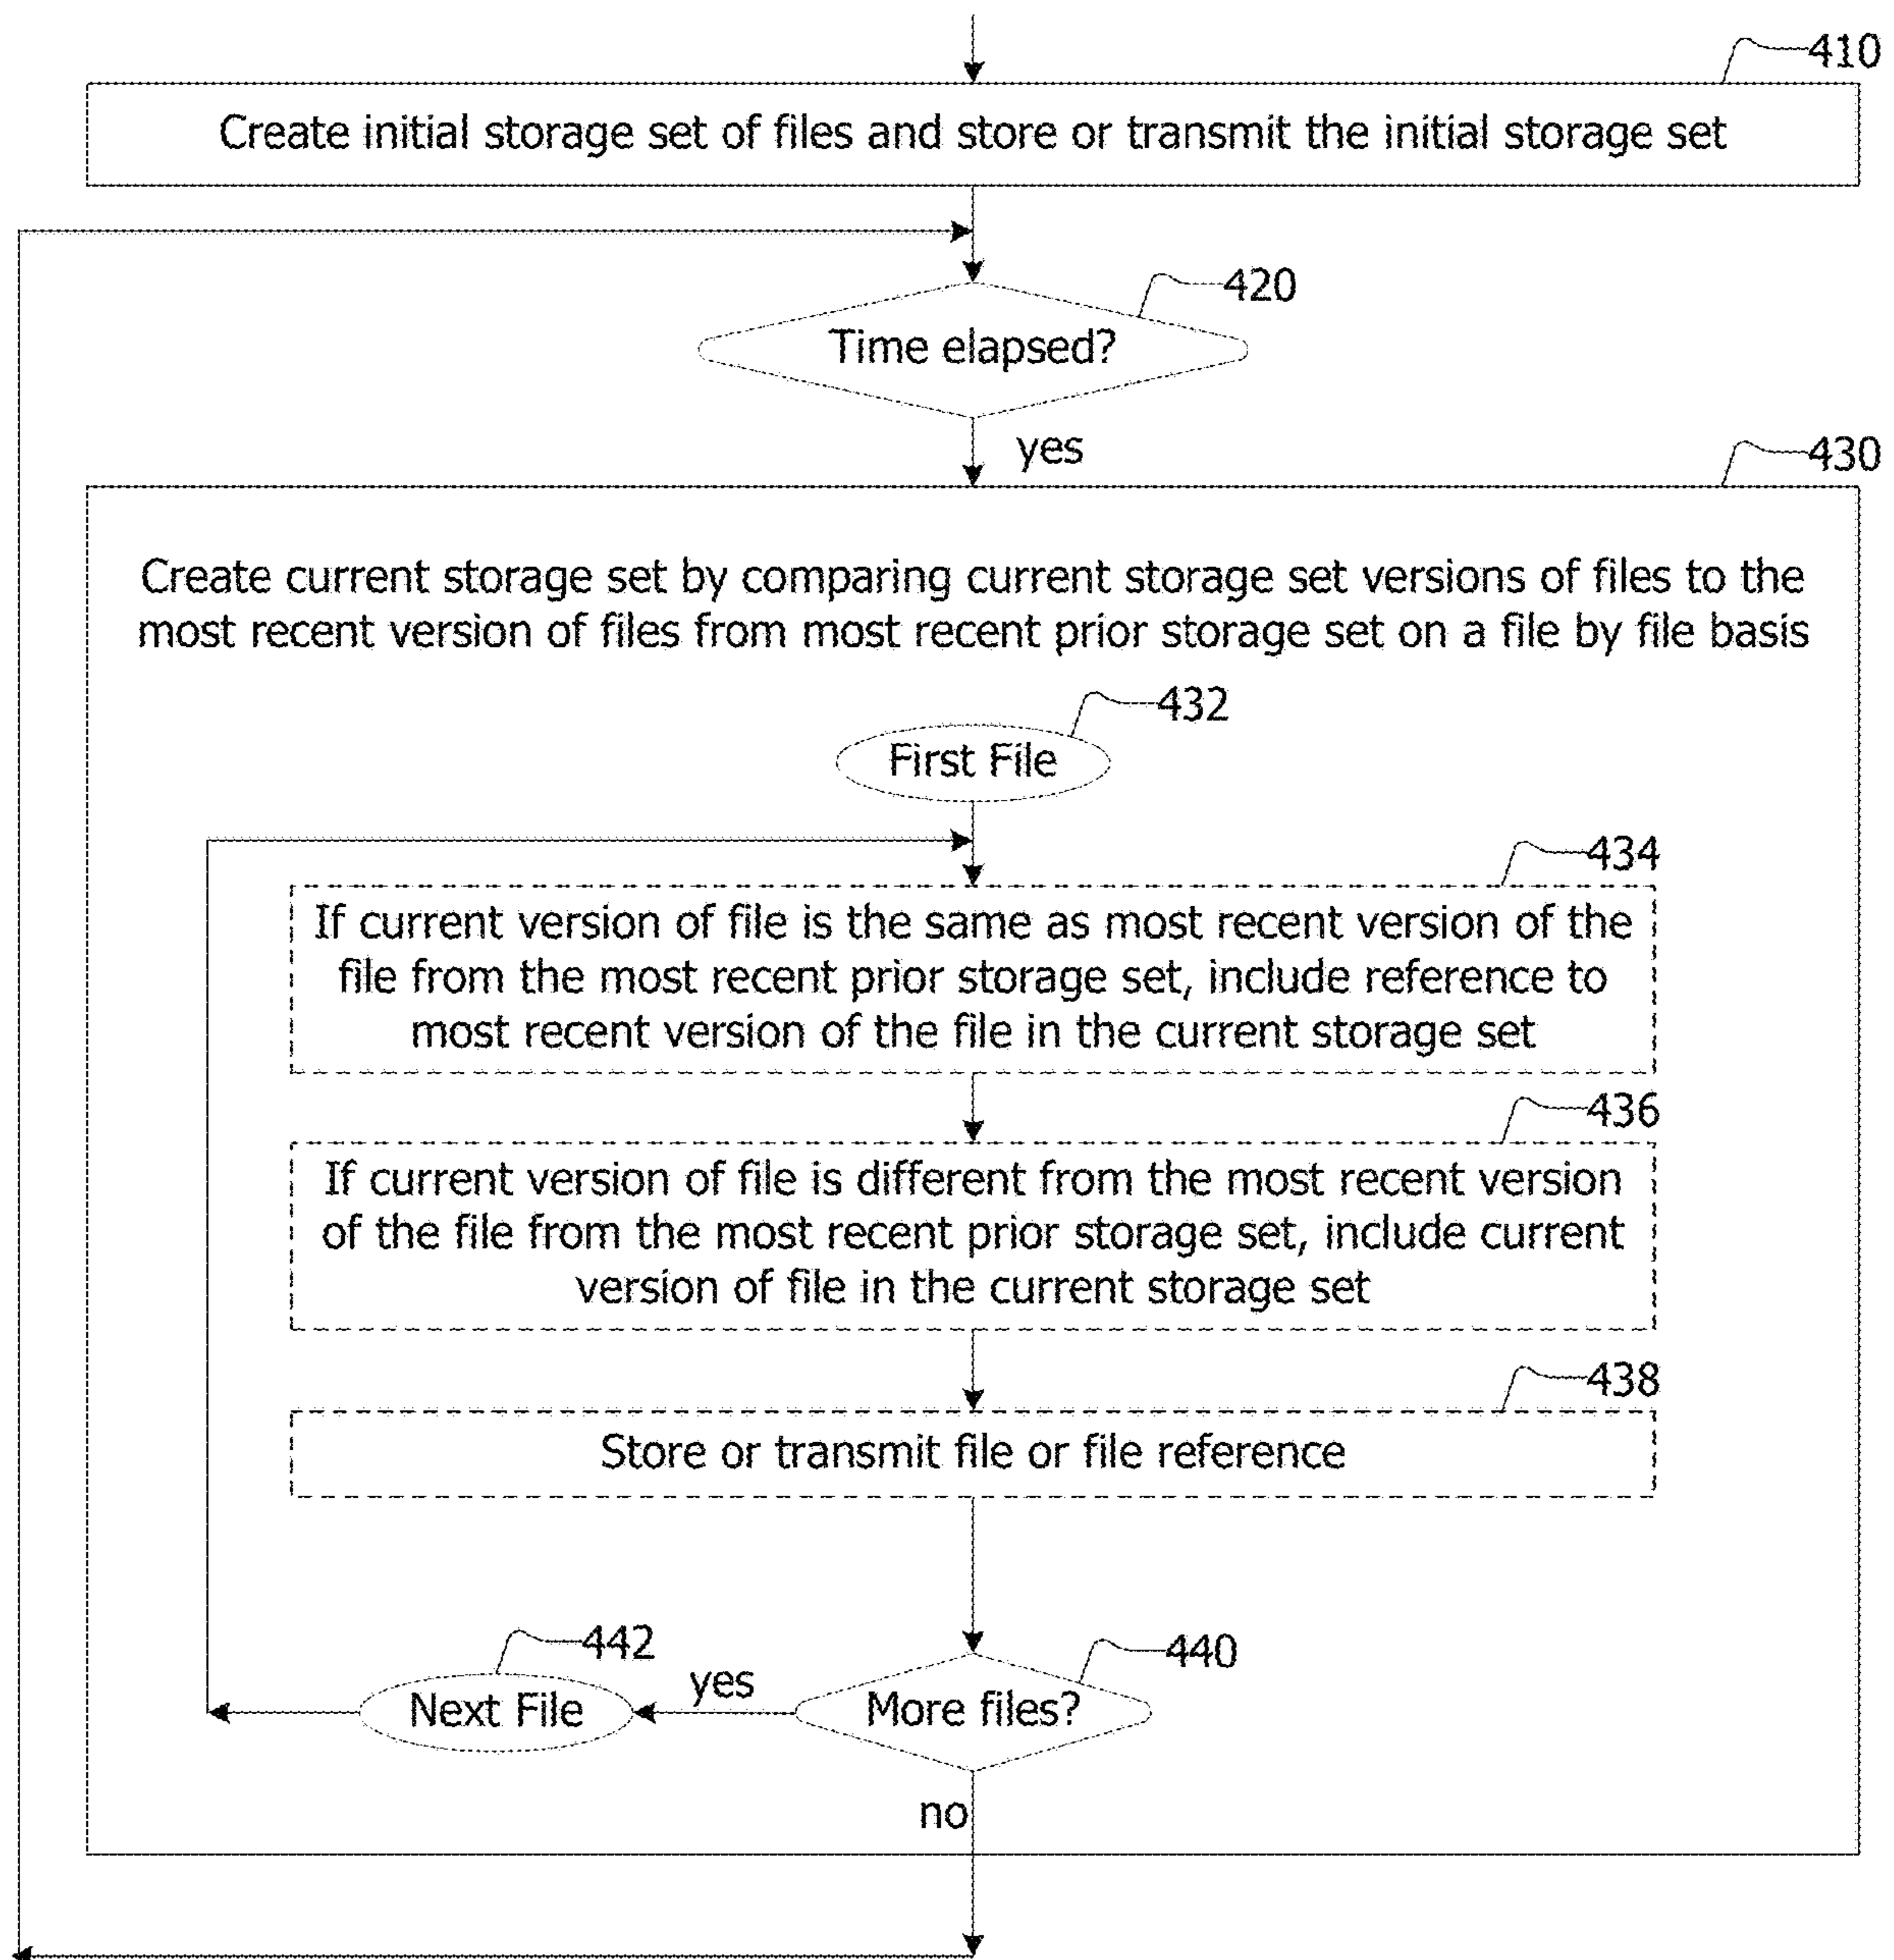 410
Create initial storage set of files and store or transmit the initial storage set
420
Time elapsed?
yes
430
Create current storage set by comparing current storage set versions of files to the
most recent version of files from most recent prior storage set on a file by file basis
432
First File
434
If current version of file is the same as most recent version of the
file from the most recent prior storage set, include reference to
most recent version of the file in the current storage set
436
If current version of file is different from the most recent version
of the file from the most recent prior storage set, include current
version of file in the current storage set
438
Store or transmit file or file reference
442
440
Next File
yes
More files?
no